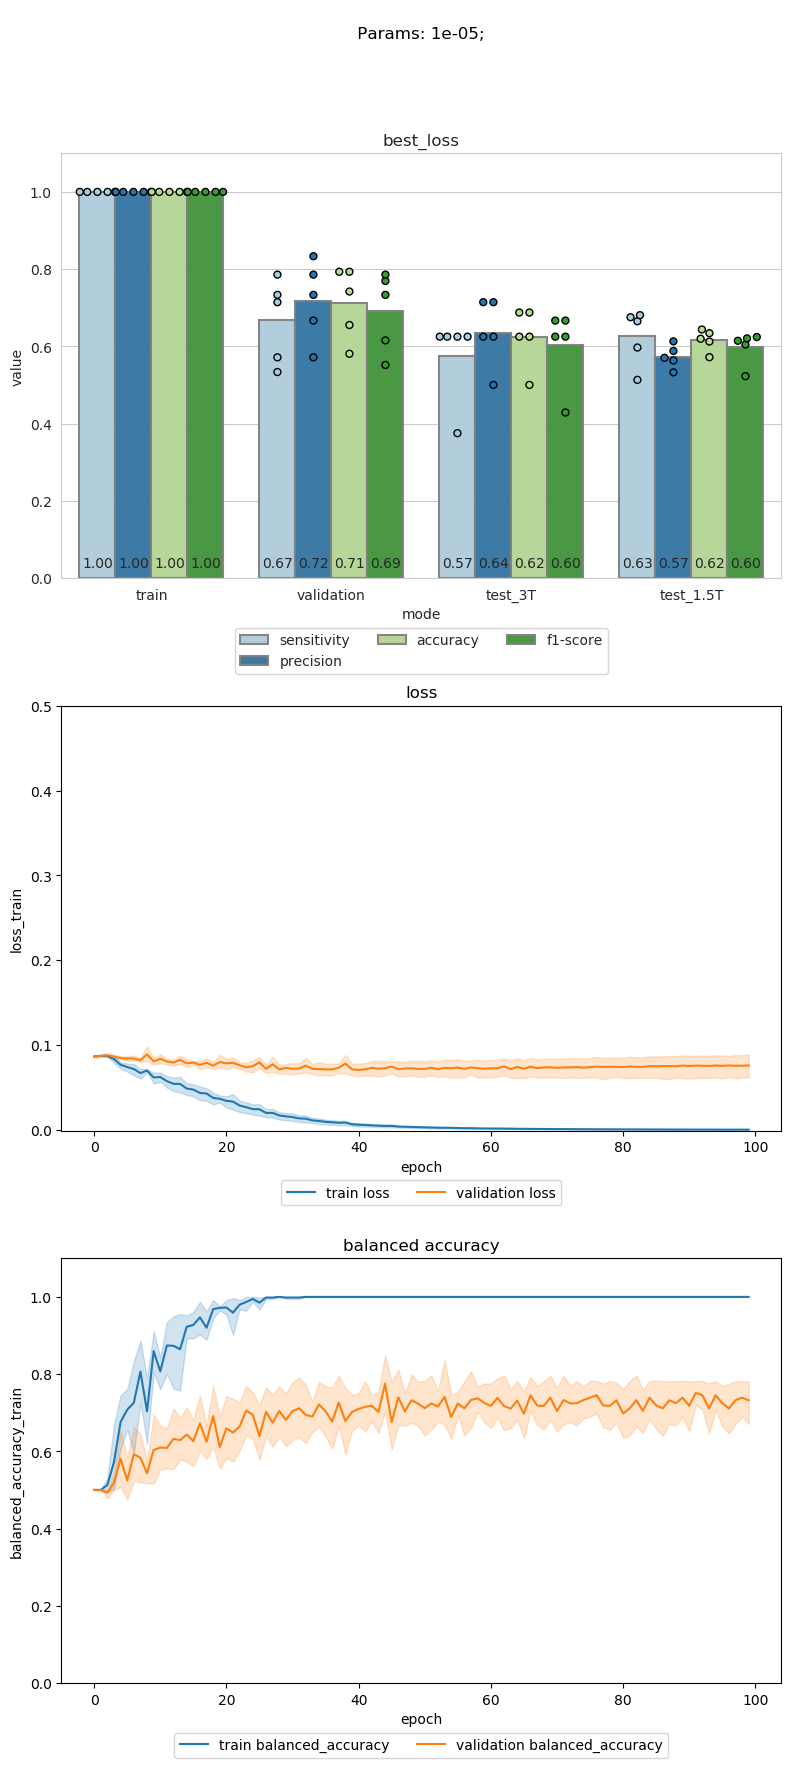 Params: 1e-05;
best_loss
1.0
0.8
0.6
0.4
0.2
0.0
value
1.00 1.00 1.00 1.00 0.67 0.72 0.71 0.69 0.57 0.64 0.62 0.60 0.63 0.57 0.62 0.60
train validation test_3T test_1.5T
mode
sensitivity accuracy f1-score
precision
loss
0.5
0.4
0.3
0.2
0.1
0.0
loss_train
0 20 40 60 80 100
epoch
train loss validation loss
balanced accuracy
1.0
0.8
0.6
0.4
0.2
0.0
balanced_accuracy_train
0 20 40 60 80 100
epoch
train balanced_accuracy validation balanced_accuracy